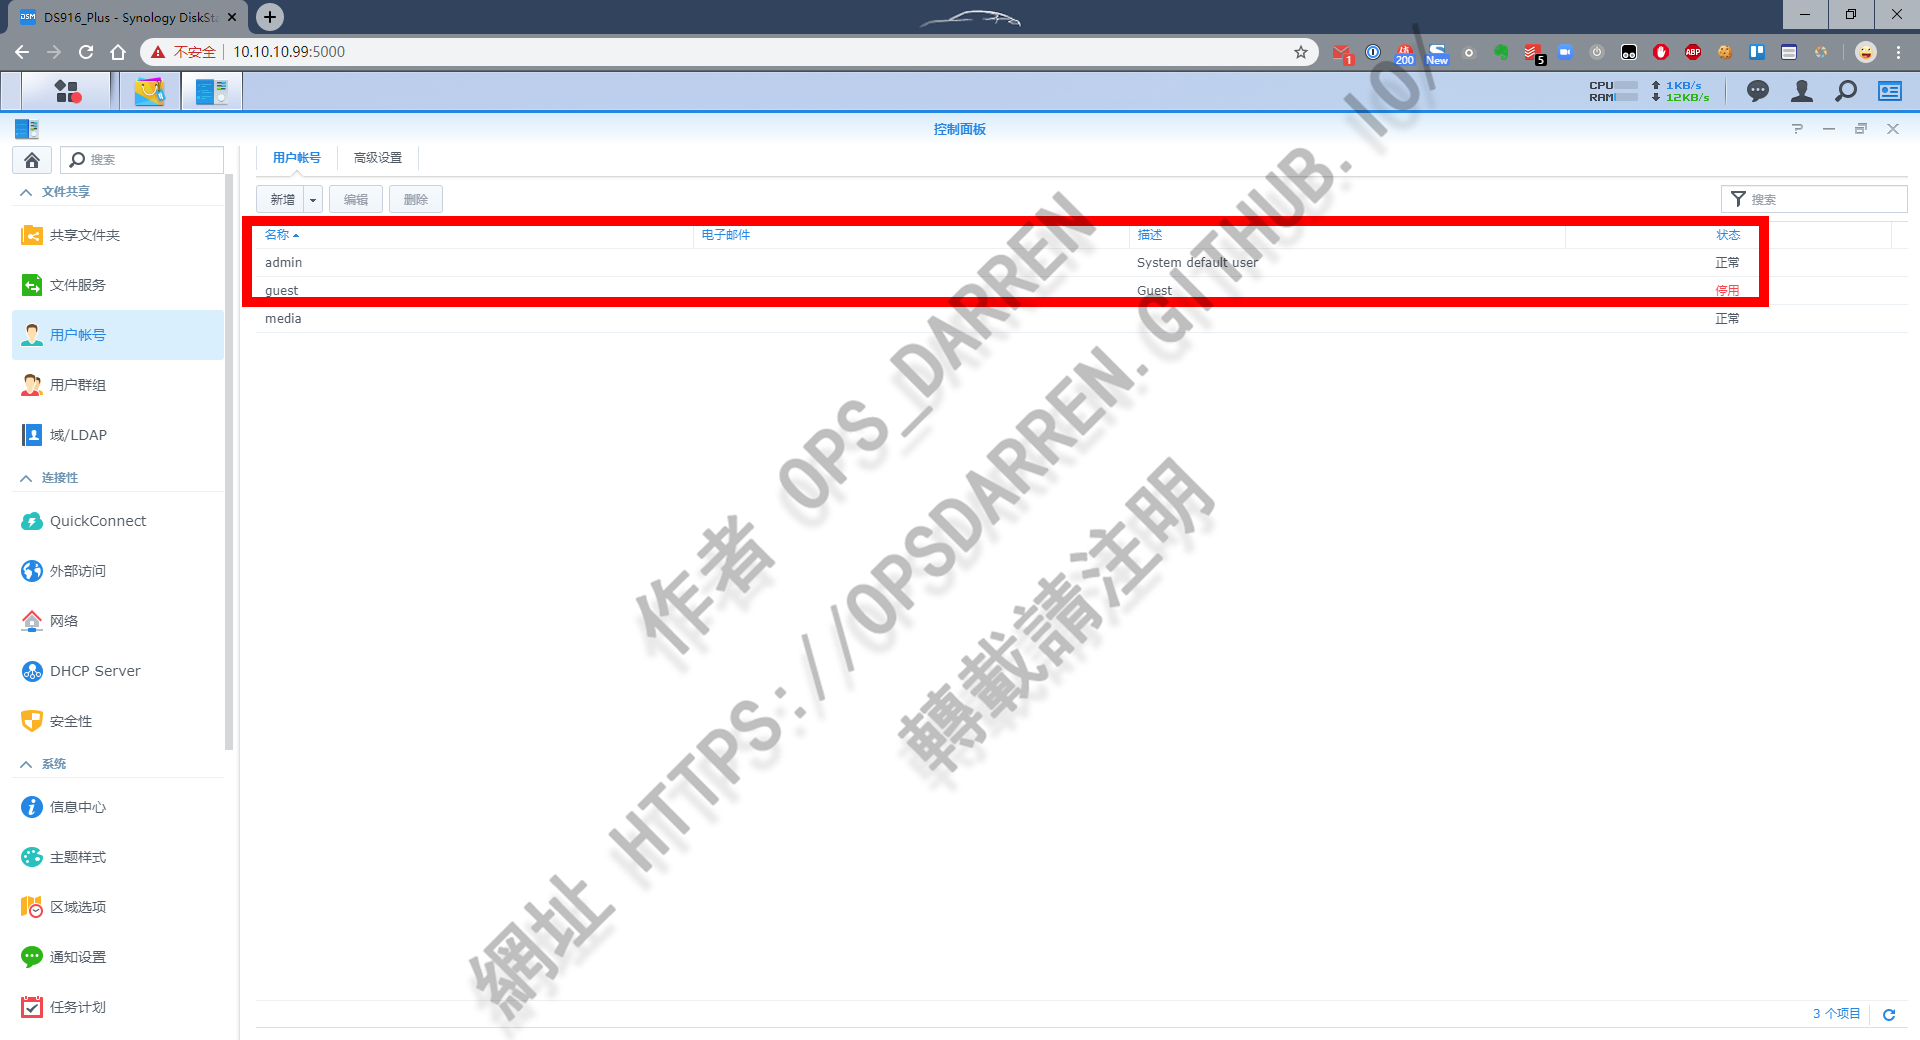 DS916_Plus - Synology DiskSta
不安全
10.10.10.99:5000
1
200
New
5
ABP
CPU
RAM
1KB/s
12KB/s
控制面板
搜索
文件共享
共享文件夹
文件服务
用户帐号
用户群组
域/LDAP
连接性
QuickConnect
外部访问
网络
DHCP Server
安全性
系统
信息中心
主题样式
区域选项
通知设置
任务计划
用户帐号 高级设置
新增 编辑 删除
搜索
名称 电子邮件 描述 状态
admin System default user 正常
guest Guest 停用
media 正常
3 个项目
作者 OPS_DARREN
網址 HTTPS://OPSDARREN.GITHUB.IO/
轉載請注明